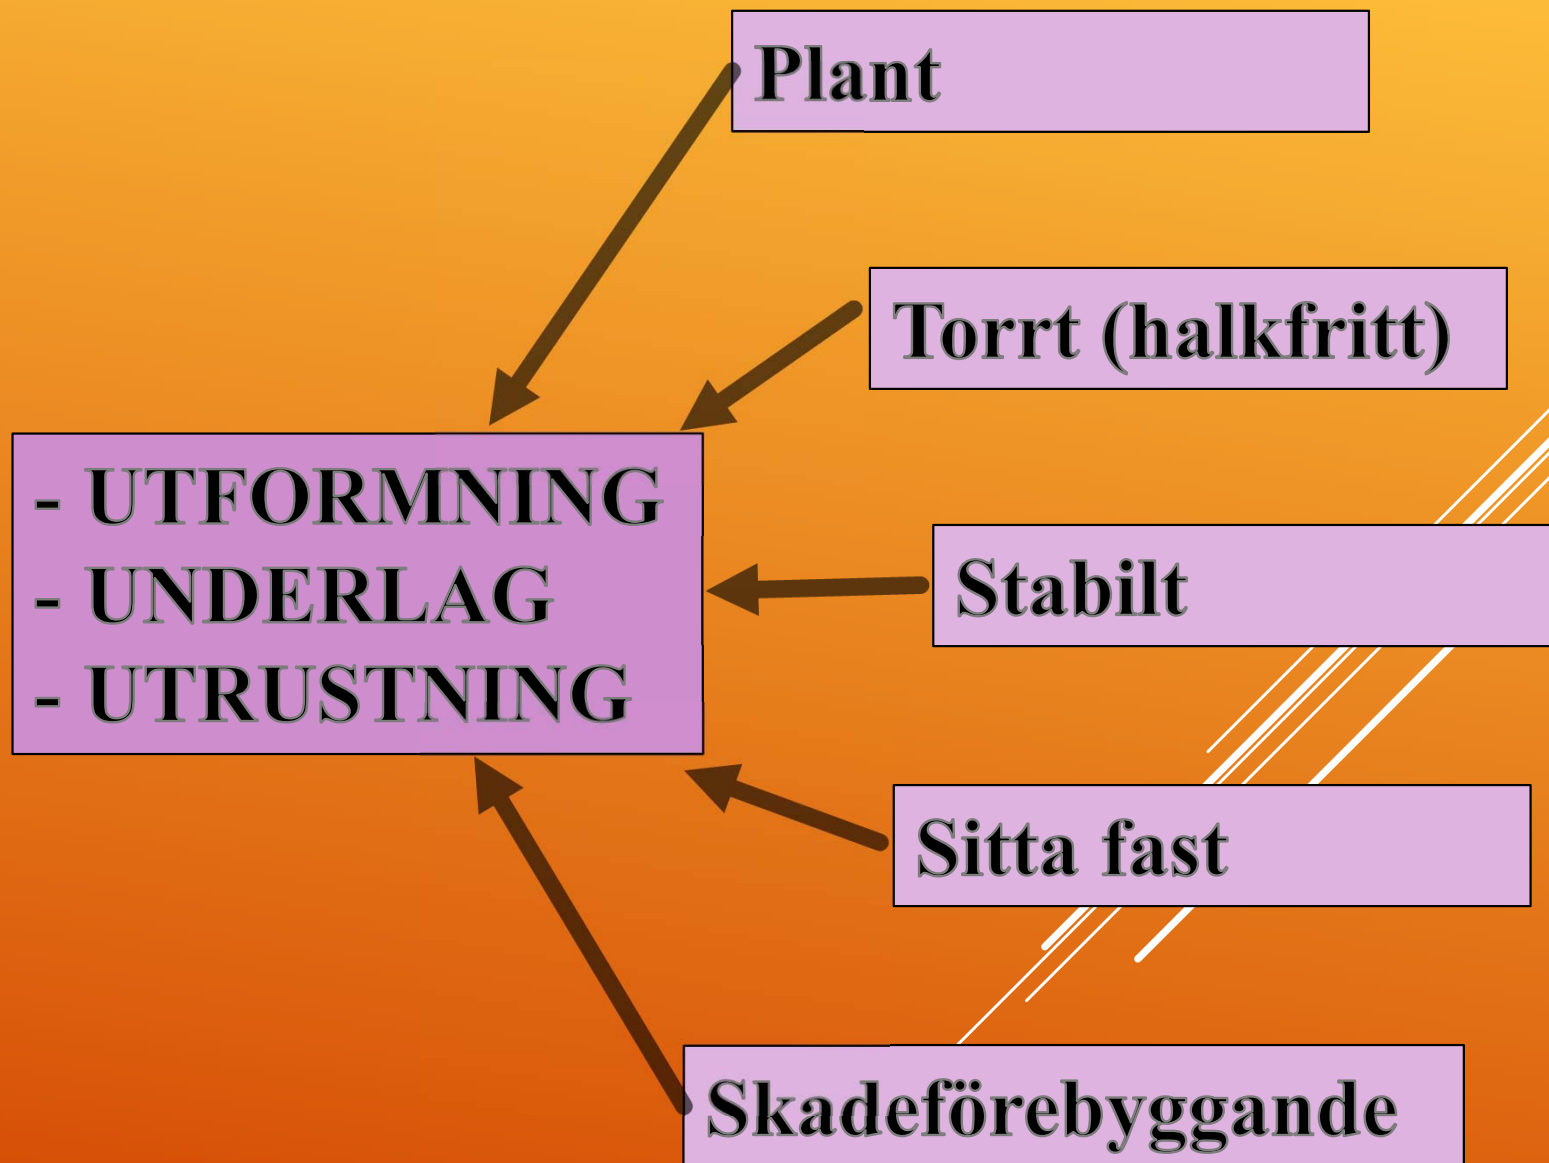 Plant
Torrt (halkfritt)
- UTFORMNING
- UNDERLAG
- UTRUSTNING
Stabilt
Sitta fast
Skadeförebyggande